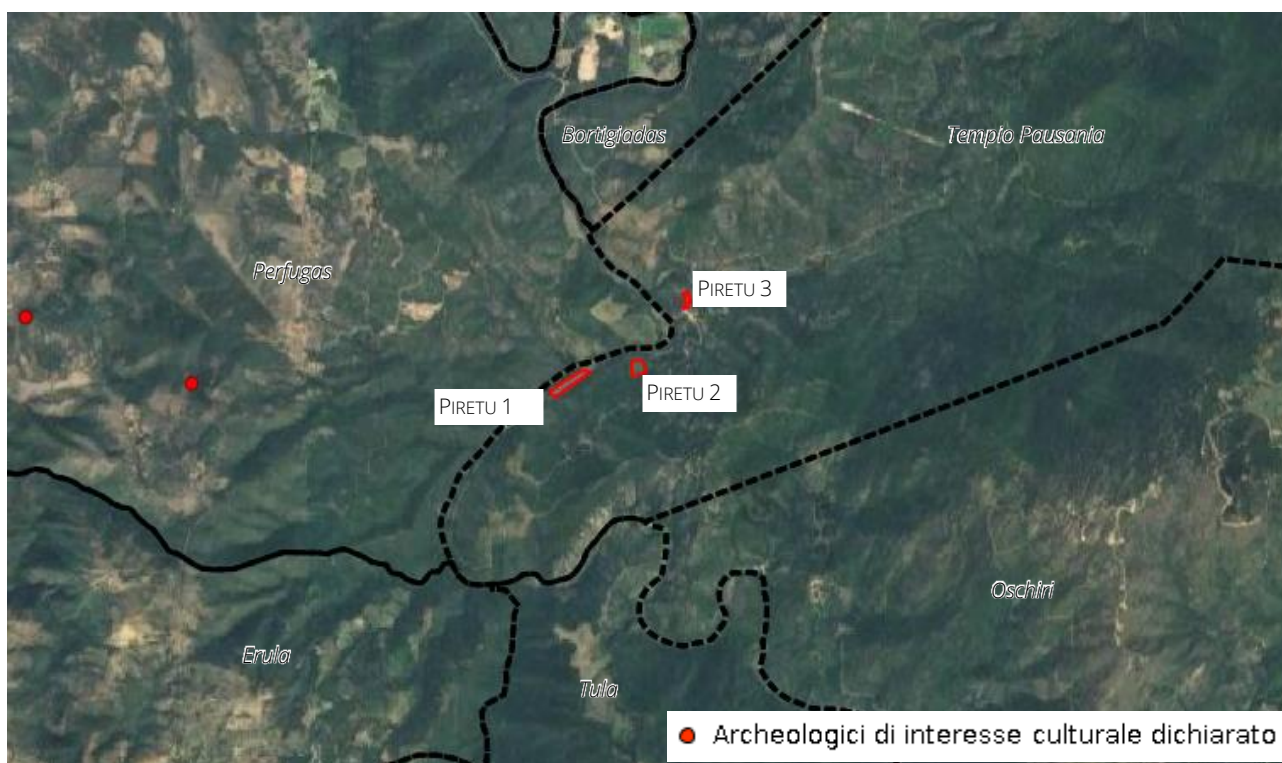 Bortigiadas
Tempio Pausania
Perfugas
PIRETU 3
PIRETU 2
PIRETU 1
Oschiri
Erula
Tula
Archeologici di interesse culturale dichiarato